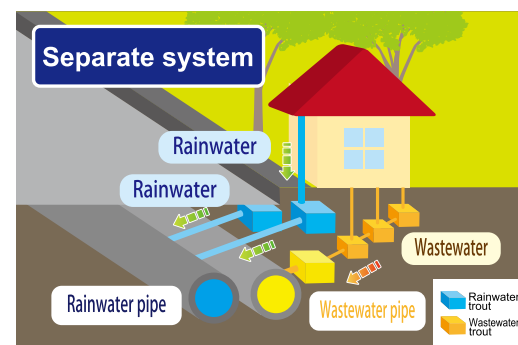 Separate system
Rainwater
Rainwater
Wastewater
Rainwater pipe
Wastewater pipe
Rainwater
trout
Wastewater
trout